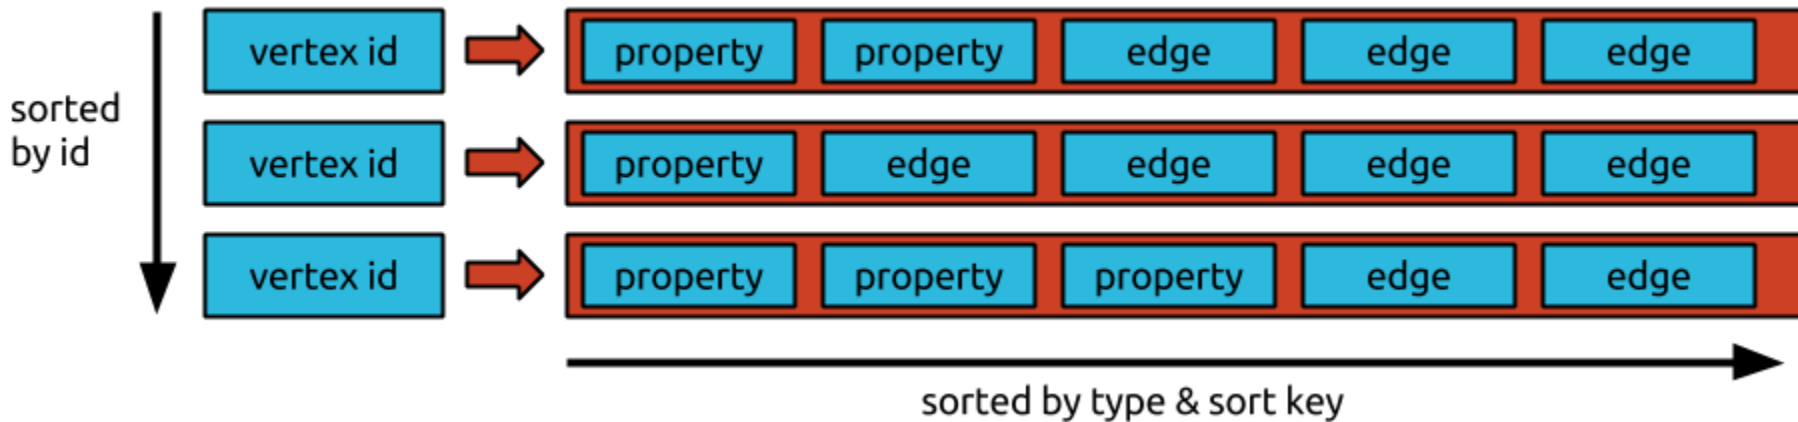 vertex id property property edge edge edge
sorted
by id
vertex id property edge edge edge edge
vertex id property property property edge edge
sorted by type & sort key